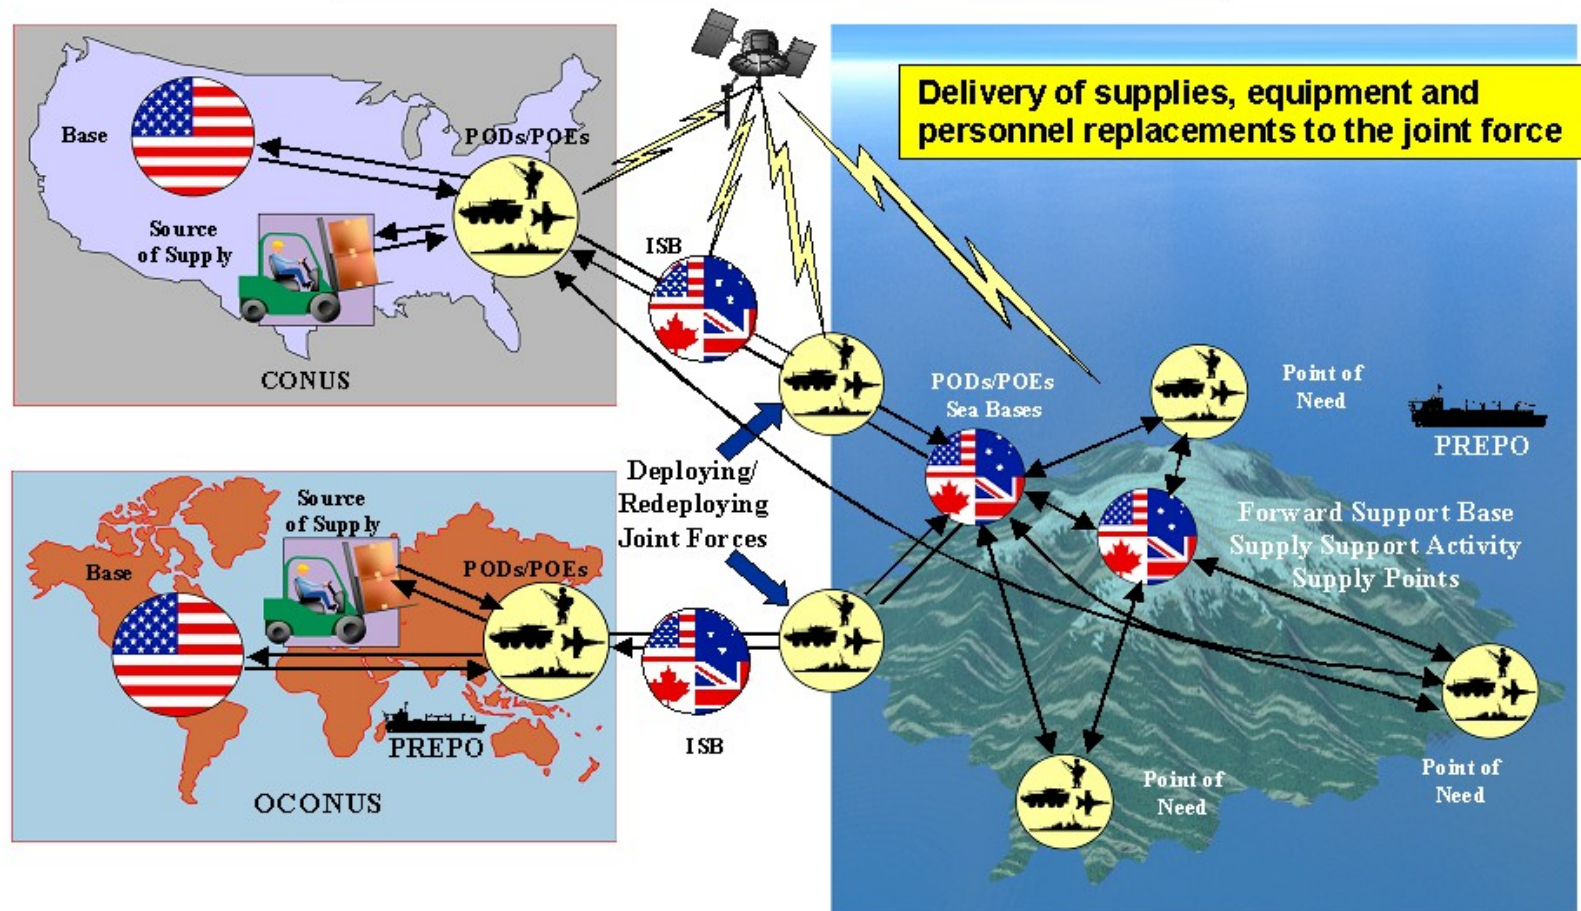 Delivery of supplies, equipment and
personnel replacements to the joint force
Base
PODs/POEs
Source
of Supply
CONUS
ISB
PODs/POEs
Sea Bases
Point of
Need
PREPO
Deploying/
Redeploying
Joint Forces
Forward Support Base
Supply Support Activity
Supply Points
Source
of Supply
Base
PODs/POEs
PREPO
OCONUS
ISB
Point of
Need
Point of
Need